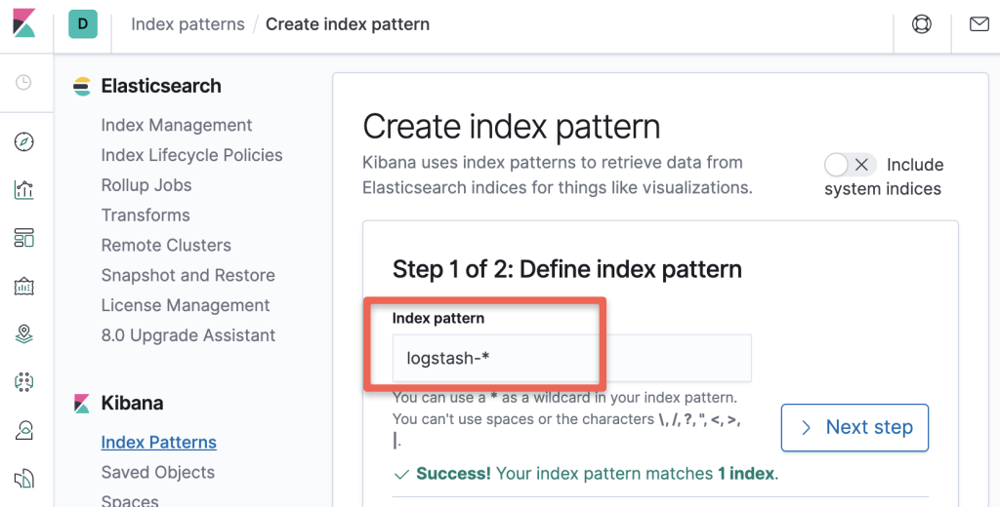 D Index patterns / Create index pattern
Elasticsearch
Index Management
Index Lifecycle Policies
Rollup Jobs
Transforms
Remote Clusters
Snapshot and Restore
License Management
8.0 Upgrade Assistant
Kibana
Index Patterns
Saved Objects
Spaces
Create index pattern
Kibana uses index patterns to retrieve data from
Elasticsearch indices for things like visualizations.
Include
system indices
Step 1 of 2: Define index pattern
Index pattern
logstash-*
You can use a * as a wildcard in your index pattern.
You can't use spaces or the characters \, /, ?, ", <, >,
|.
Next step
Success! Your index pattern matches 1 index.